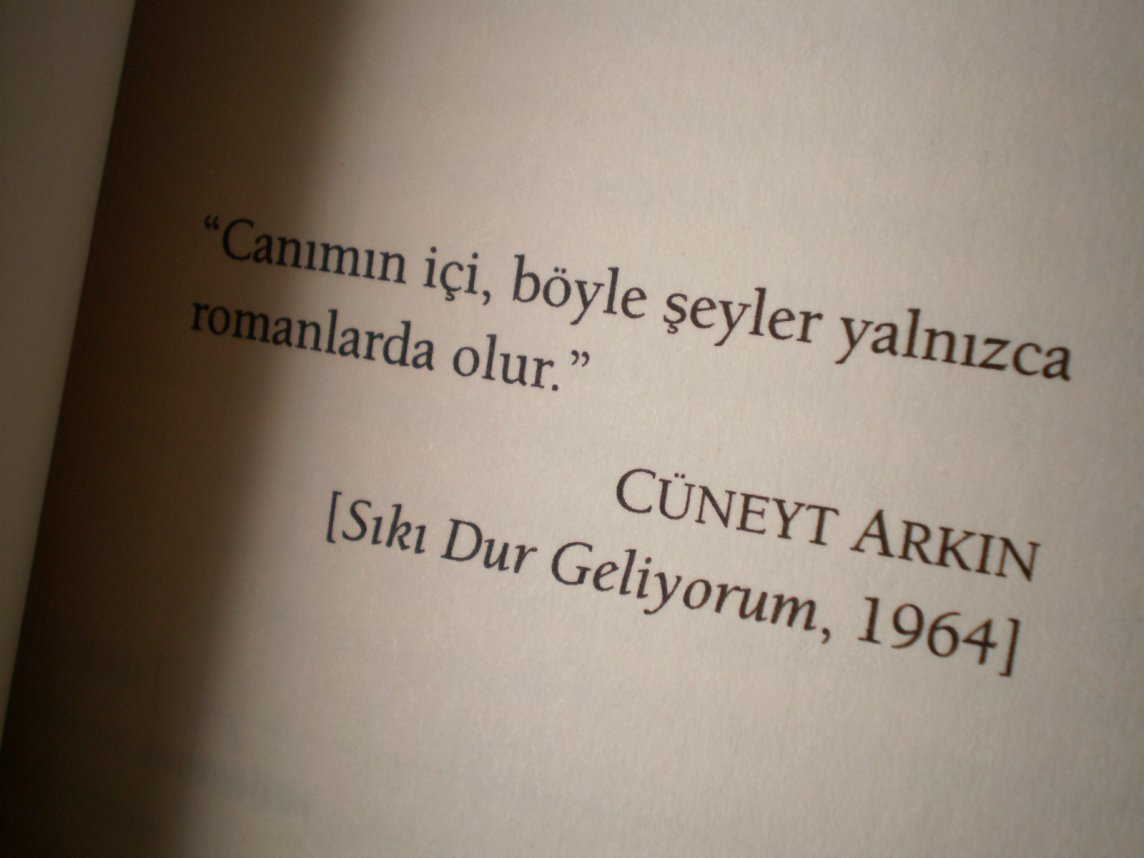 “Canımın içi, böyle şeyler yalnızca
romanlarda olur.”
CÜNEYT ARKIN
[Sıkı Dur Geliyorum, 1964]